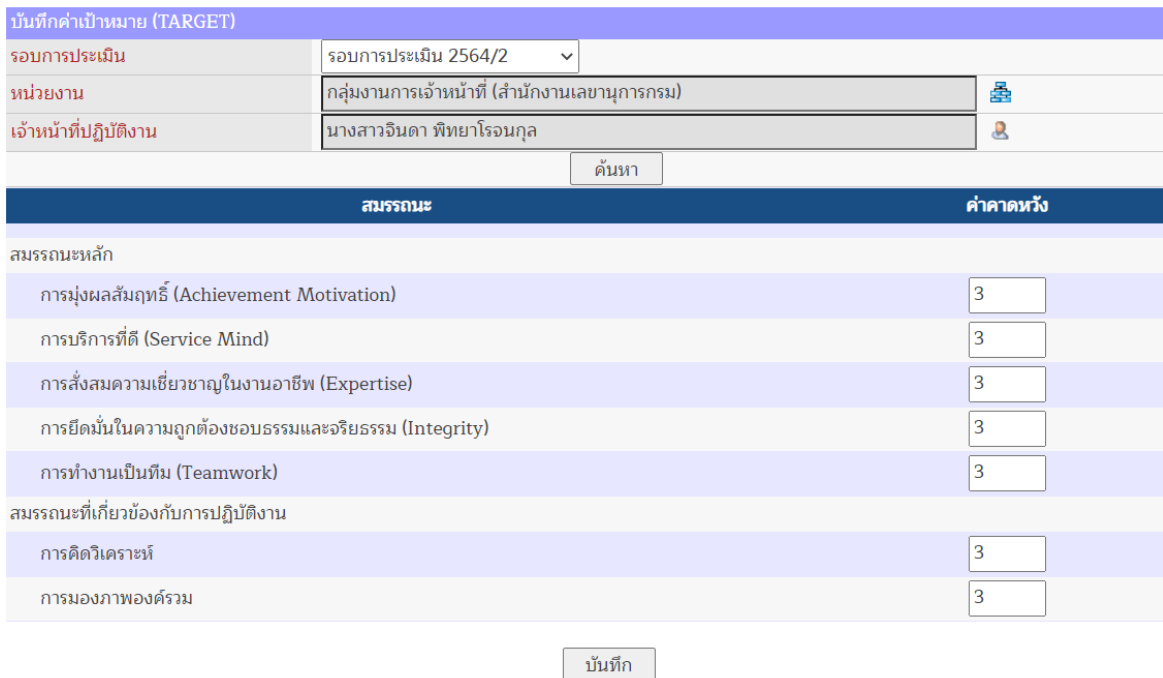 บันทึกค่าเป้าหมาย (TARGET)
รอบการประเมิน รอบการประเมิน 2564/2
หน่วยงาน กลุ่มงานการเจ้าหน้าที่ (สำนักงานเลขานุการกรม)
เจ้าหน้าที่ปฏิบัติงาน นางสาวจินดา พิทยาโรจนกุล
ค้นหา
สมรรถนะ ค่าคาดหวัง
สมรรถนะหลัก
การมุ่งผลสัมฤทธิ์ (Achievement Motivation) 3
การบริการที่ดี (Service Mind) 3
การสั่งสมความเชี่ยวชาญในงานอาชีพ (Expertise) 3
การยึดมั่นในความถูกต้องชอบธรรมและจริยธรรม (Integrity) 3
การทำงานเป็นทีม (Teamwork) 3
สมรรถนะที่เกี่ยวข้องกับการปฏิบัติงาน
การคิดวิเคราะห์ 3
การมองภาพองค์รวม 3
บันทึก